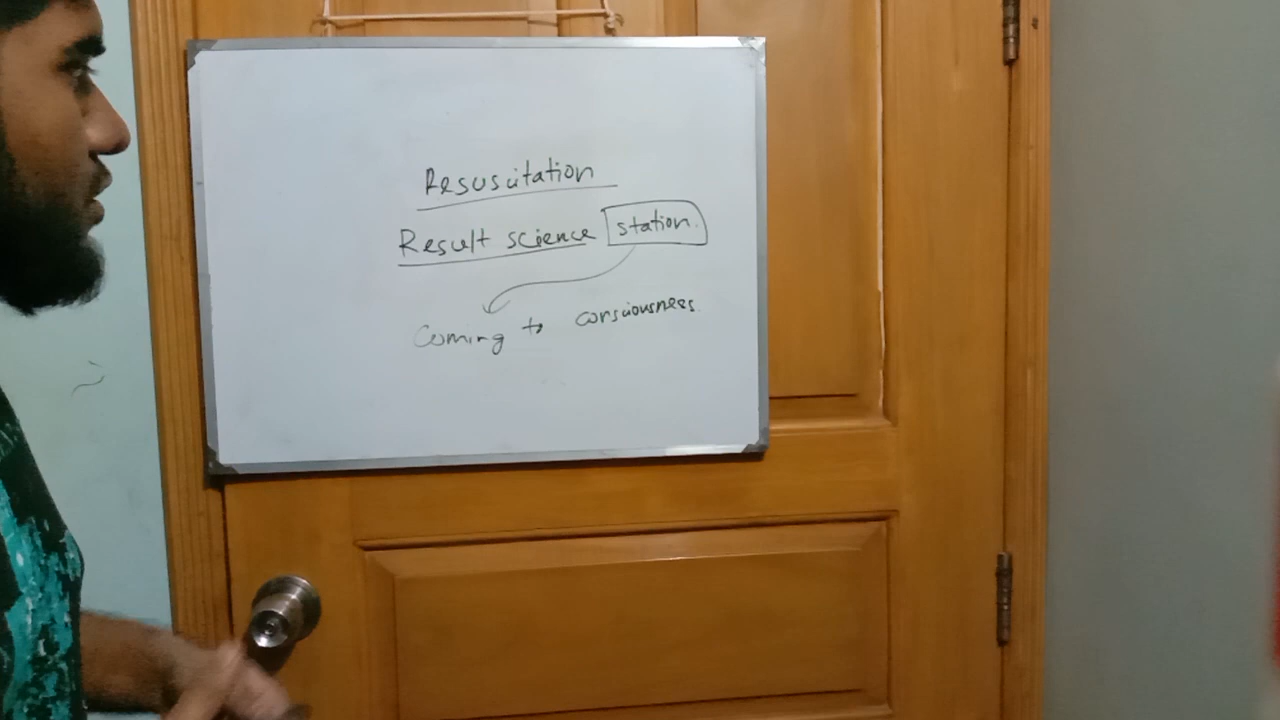 Resuscitation
Result science station.
Coming to consciousness.